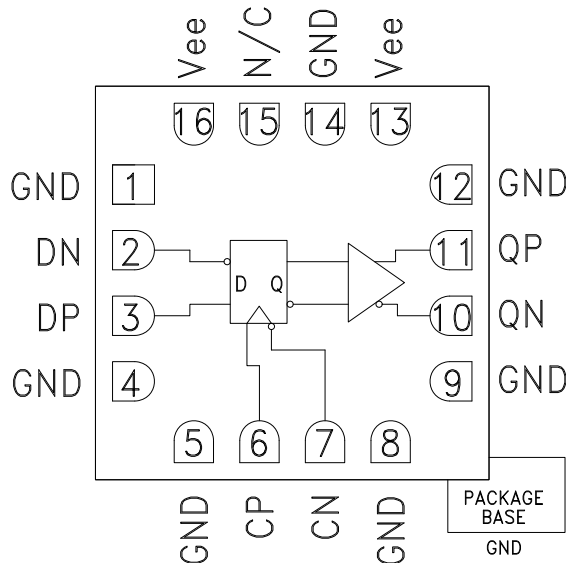 Vee N/C GND Vee
16 15 14 13
GND 1 12 GND
DN 2 11 QP
D Q
DP 3 10 QN
GND 4 9 GND
5 6 7 8
GND CP CN GND
PACKAGE
BASE
GND